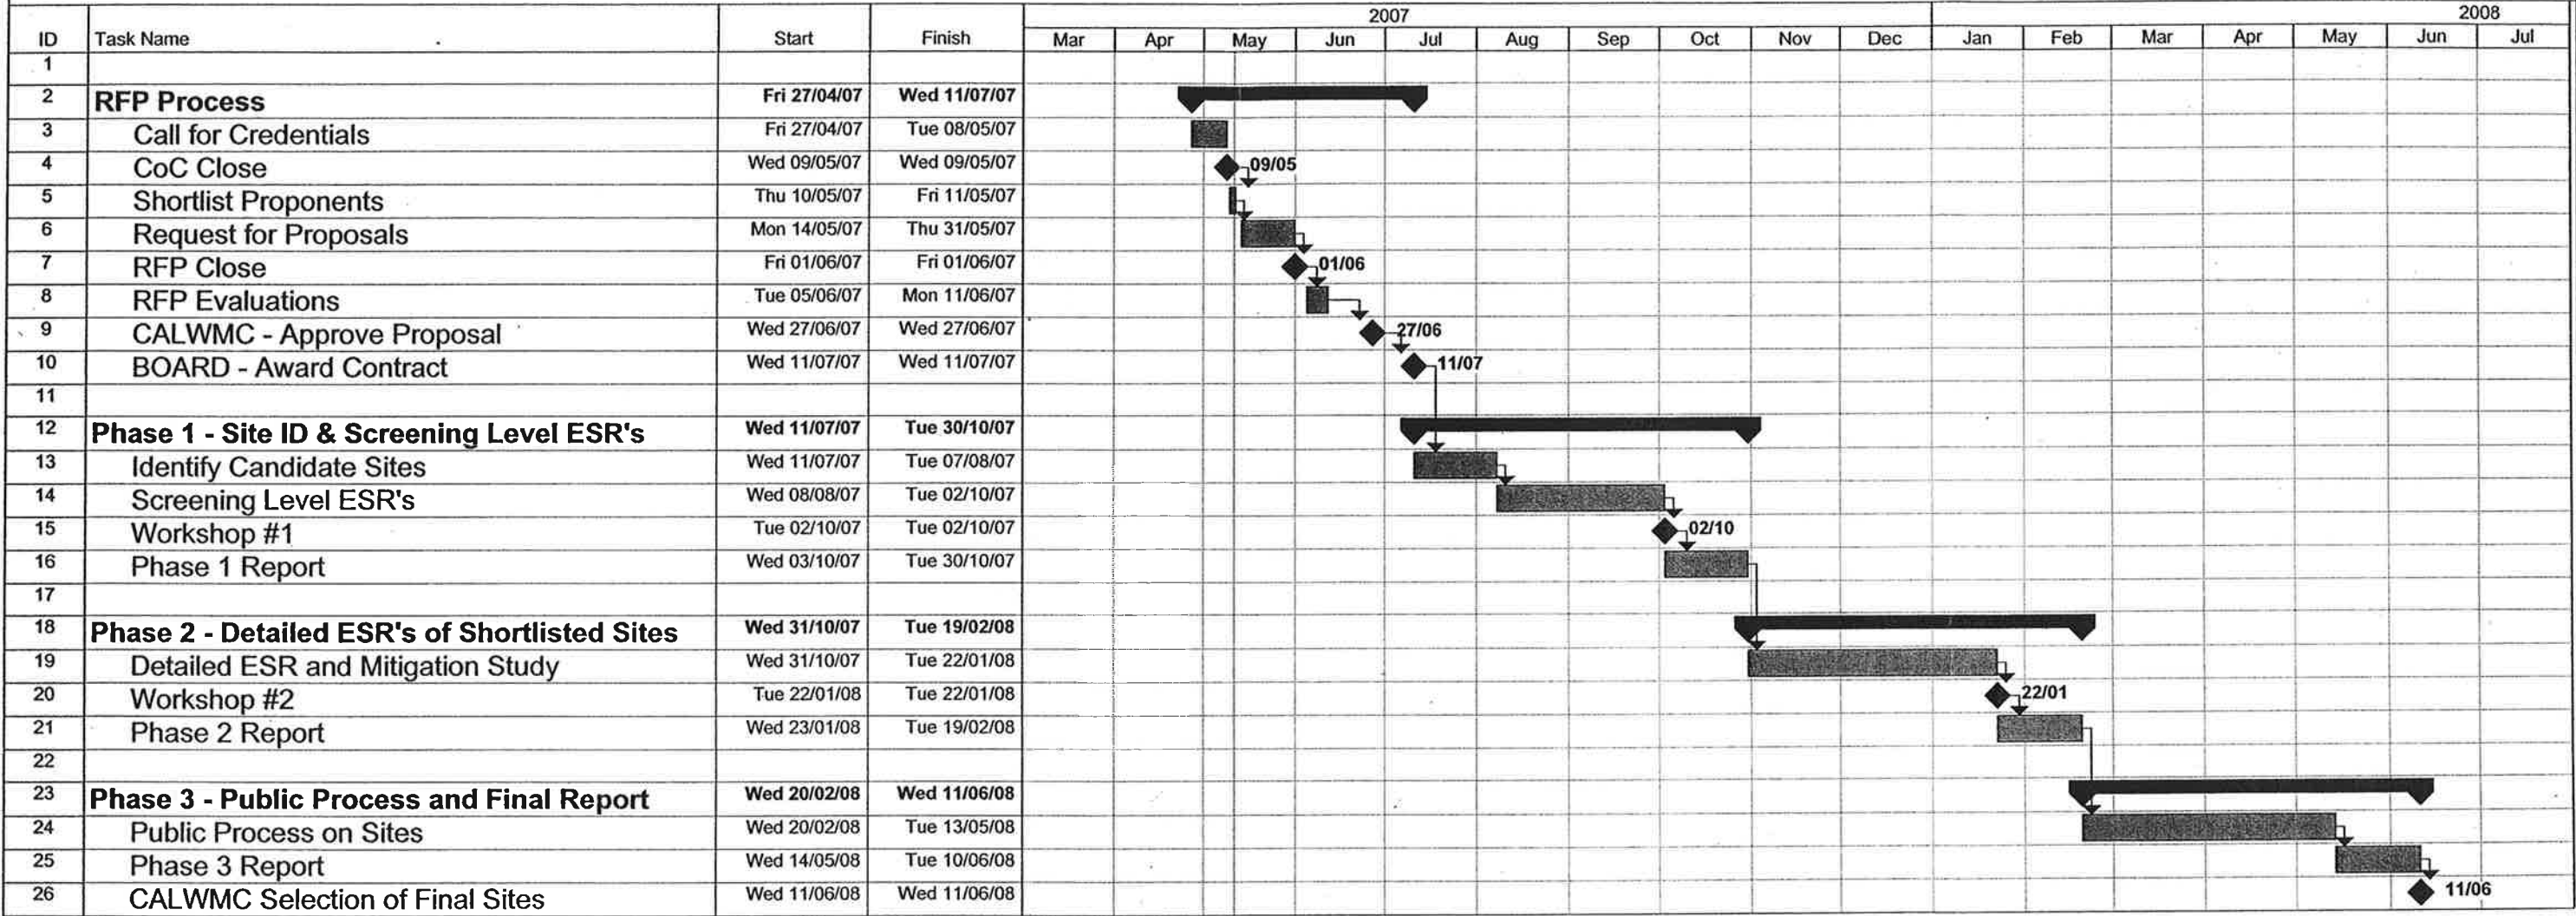 2007 2008
ID Task Name Start Finish Mar Apr May Jun Jul Aug Sep Oct Nov Dec Jan Feb Mar Apr May Jun Jul
1
2 RFP Process Fri 27/04/07 Wed 11/07/07
3 Call for Credentials Fri 27/04/07 Tue 08/05/07
4 CoC Close Wed 09/05/07 Wed 09/05/07 09/05
5 Shortlist Proponents Thu 10/05/07 Fri 11/05/07
6 Request for Proposals Mon 14/05/07 Thu 31/05/07
7 RFP Close Fri 01/06/07 Fri 01/06/07 01/06
8 RFP Evaluations Tue 05/06/07 Mon 11/06/07
9 CALWMC - Approve Proposal Wed 27/06/07 Wed 27/06/07 27/06
10 BOARD - Award Contract Wed 11/07/07 Wed 11/07/07 11/07
11
12 Phase 1 - Site ID & Screening Level ESR's Wed 11/07/07 Tue 30/10/07
13 Identify Candidate Sites Wed 11/07/07 Tue 07/08/07
14 Screening Level ESR's Wed 08/08/07 Tue 02/10/07
15 Workshop #1 Tue 02/10/07 Tue 02/10/07 02/10
16 Phase 1 Report Wed 03/10/07 Tue 30/10/07
17
18 Phase 2 - Detailed ESR's of Shortlisted Sites Wed 31/10/07 Tue 19/02/08
19 Detailed ESR and Mitigation Study Wed 31/10/07 Tue 22/01/08
20 Workshop #2 Tue 22/01/08 Tue 22/01/08 22/01
21 Phase 2 Report Wed 23/01/08 Tue 19/02/08
22
23 Phase 3 - Public Process and Final Report Wed 20/02/08 Wed 11/06/08
24 Public Process on Sites Wed 20/02/08 Tue 13/05/08
25 Phase 3 Report Wed 14/05/08 Tue 10/06/08
26 CALWMC Selection of Final Sites Wed 11/06/08 Wed 11/06/08 11/06